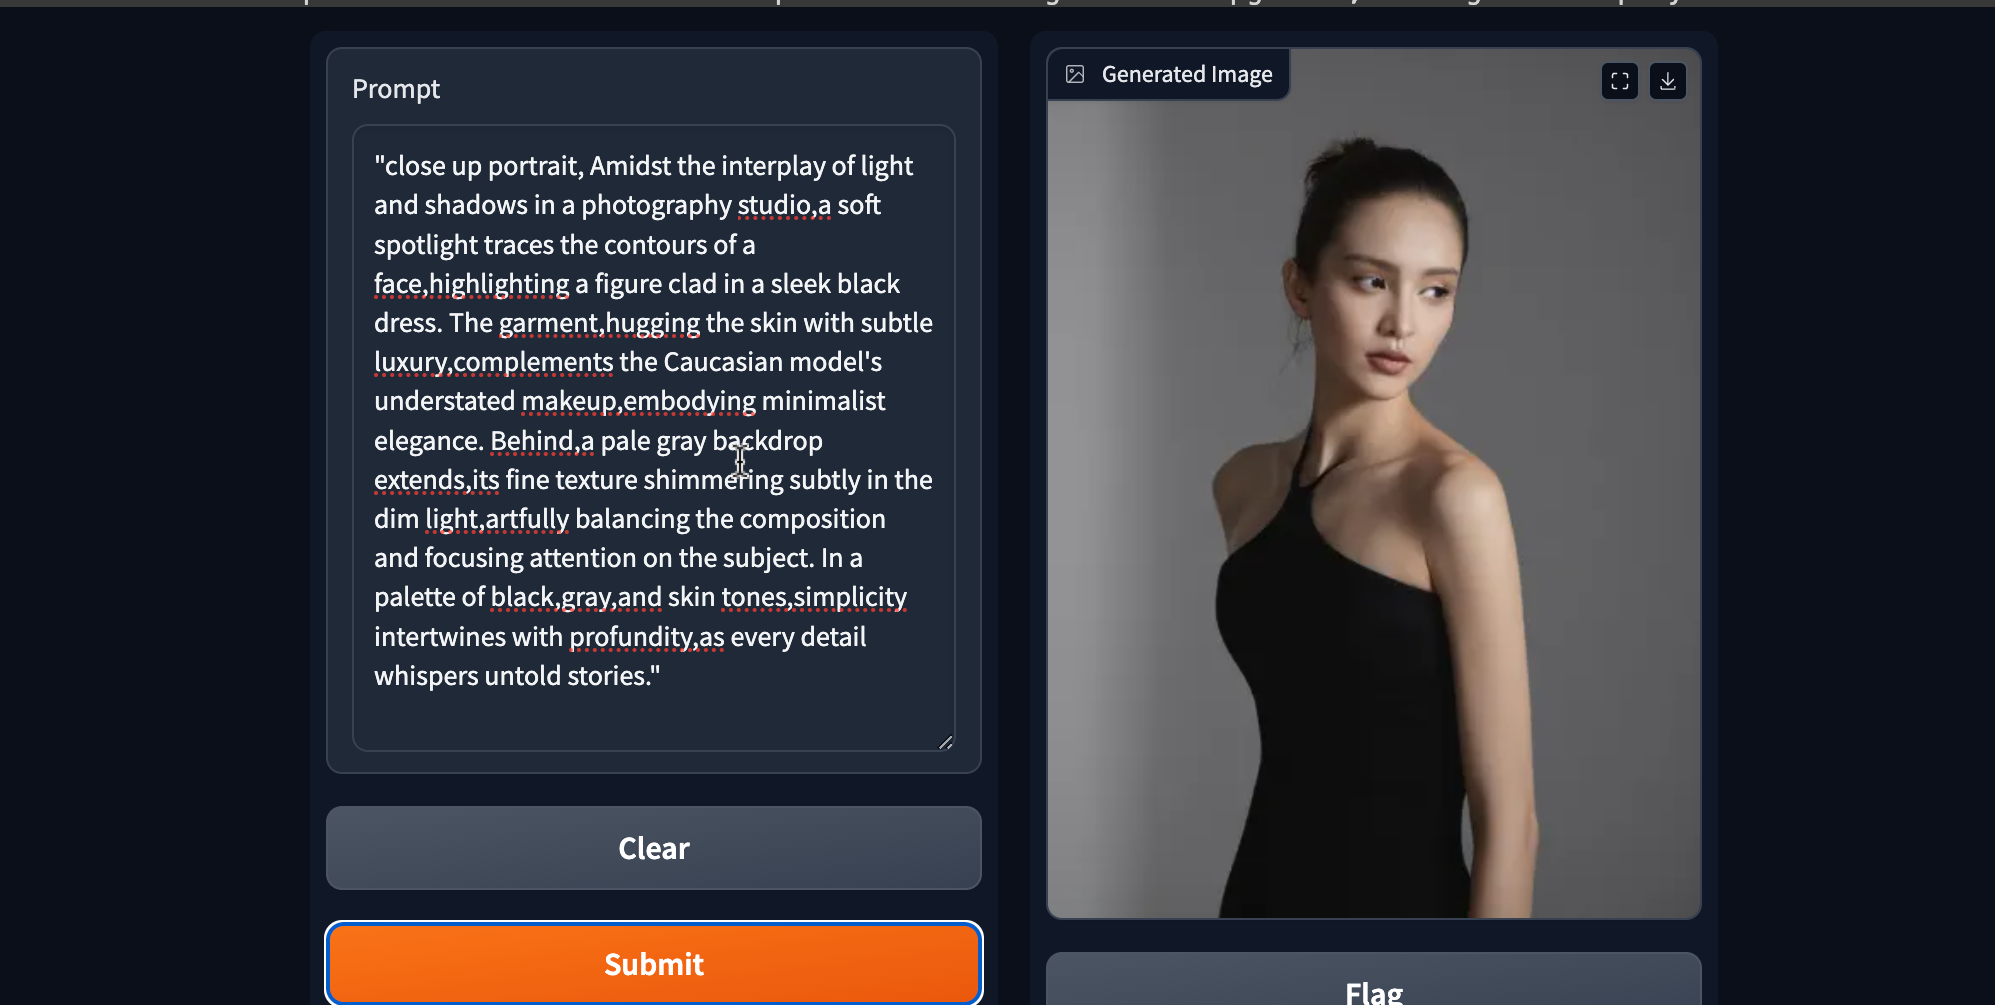 Prompt
"close up portrait, Amidst the interplay of light
and shadows in a photography studio,a soft
spotlight traces the contours of a
face,highlighting a figure clad in a sleek black
dress. The garment,hugging the skin with subtle
luxury,complements the Caucasian model's
understated makeup,embodying minimalist
elegance. Behind,a pale gray backdrop
extends,its fine texture shimmering subtly in the
dim light,artfully balancing the composition
and focusing attention on the subject. In a
palette of black,gray,and skin tones,simplicity
intertwines with profundity,as every detail
whispers untold stories."
Clear
Submit
Generated Image
Flag